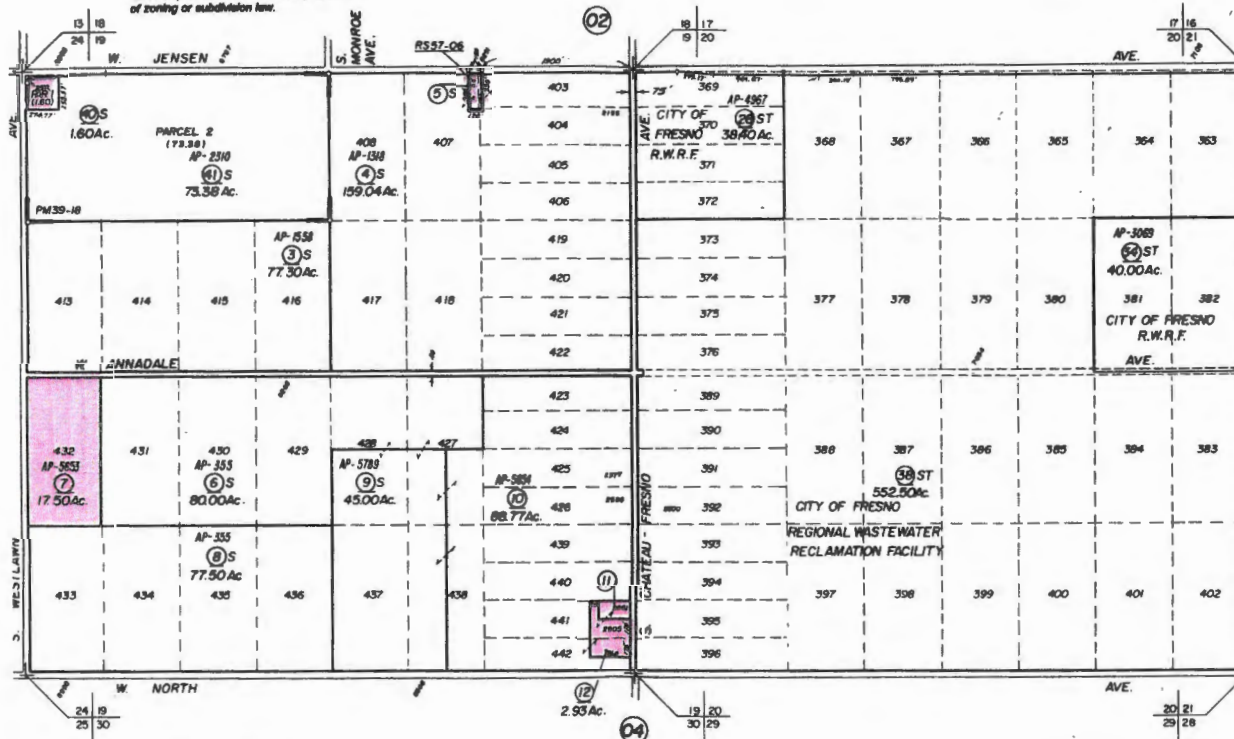 of zoning or subdivision law.
13 18
24 19
02
18 17
19 20
17 16
20 21
W. JENSEN
S. MONROE AVE.
RS57-06
AVE.
AVE.
(1.60)
40 S
1.60Ac.
PARCEL 2
(73.38)
AP-2310
41 S
73.38 Ac.
PM39-18
5 S
408
407
AP-1318
4 S
159.04Ac.
403
404
405
406
75'
AVE.
CITY OF
FRESNO
R.W.R.F.
369
370
371
372
AP-4967
28 ST
38.40Ac.
368
367
366
365
364
363
AP-1558
3 S
77.30Ac.
413
414
415
416
417
418
419
420
421
422
373
374
375
376
377
378
379
380
381
382
AP-3069
34 ST
40.00Ac.
CITY OF FRESNO
R.W.R.F.
ANNADALE
AVE.
432
431
430
429
428
427
423
424
425
426
AP-5653
7
17.50Ac.
AP-353
6 S
80.00Ac.
AP-5789
9 S
45.00Ac.
10
88.77Ac.
CHATEAU - FRESNO
389
390
391
392
388
387
386
385
384
383
38 ST
552.50Ac.
CITY OF FRESNO
REGIONAL WASTEWATER
RECLAMATION FACILITY
AP-355
8 S
77.50Ac
S. WESTLAWN
433
434
435
436
437
438
439
440
441
442
11
2605
393
394
395
396
397
398
399
400
401
402
W. NORTH
AVE.
12
2.93Ac.
24 19
25 30
04
19 20
30 29
20 21
29 28